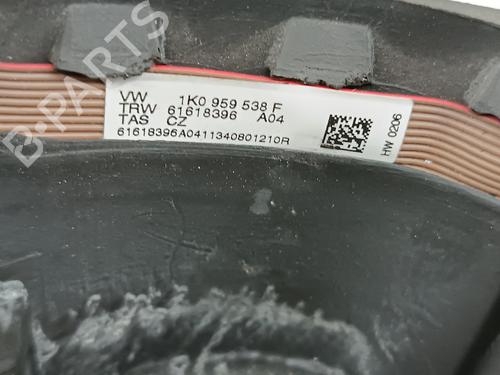 B-PARTS
VW 1K0 959 538 F
TRW 61618396 A04
TAS CZ
61618396A0411340801210R
HW 0206